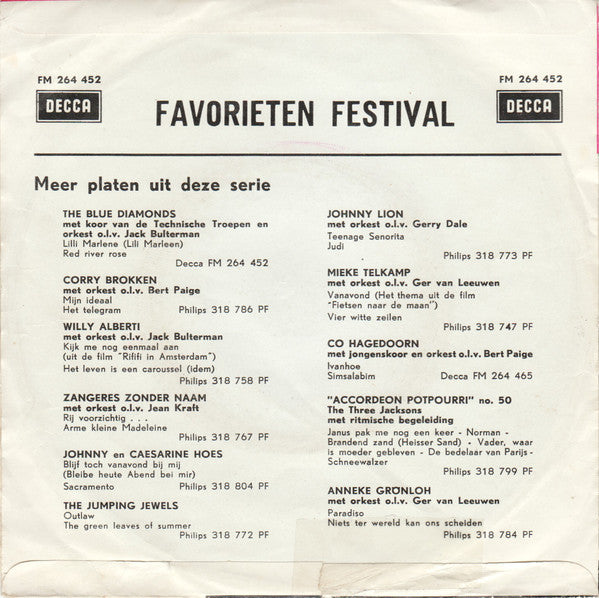 FM 264 452
FM 264 452
DECCA
FAVORIETEN FESTIVAL
DECCA
Meer platen uit deze serie
THE BLUE DIAMONDS
met koor van de Technische Troepen en
orkest o.l.v. Jack Bulterman
Lilli Marlene (Lili Marleen)
Red river rose
Decca FM 264 452
CORRY BROKKEN
met orkest o.l.v. Bert Paige
Mijn ideaal
Het telegram Philips 318 786 PF
WILLY ALBERTI
met orkest o.l.v. Jack Bulterman
Kijk me nog eenmaal aan
(uit de film "Rififi in Amsterdam")
Het leven is een caroussel (idem)
Philips 318 758 PF
ZANGERES ZONDER NAAM
met orkest o.l.v. Jean Kraft
Rij voorzichtig . . .
Arme kleine Madeleine
Philips 318 767 PF
JOHNNY en CAESARINE HOES
Blijf toch vanavond bij mij
(Bleibe heute Abend bei mir)
Sacramento Philips 318 804 PF
THE JUMPING JEWELS
Outlaw
The green leaves of summer
Philips 318 772 PF
JOHNNY LION
met orkest o.l.v. Gerry Dale
Teenage Senorita
Judi
Philips 318 773 PF
MIEKE TELKAMP
met orkest o.l.v. Ger van Leeuwen
Vanavond (Het thema uit de film
"Fietsen naar de maan")
Vier witte zeilen
Philips 318 747 PF
CO HAGEDOORN
met jongenskoor en orkest o.l.v. Bert Paige
Ivanhoe
Simsalabim Decca FM 264 465
"ACCORDEON POTPOURRI" no. 50
The Three Jacksons
met ritmische begeleiding
Janus pak me nog een keer - Norman -
Brandend zand (Heisser Sand) - Vader, waar
is moeder gebleven - De bedelaar van Parijs -
Schneewalzer
Philips 318 799 PF
ANNEKE GRÖNLOH
met orkest o.l.v. Ger van Leeuwen
Paradiso
Niets ter wereld kan ons scheiden
Philips 318 784 PF